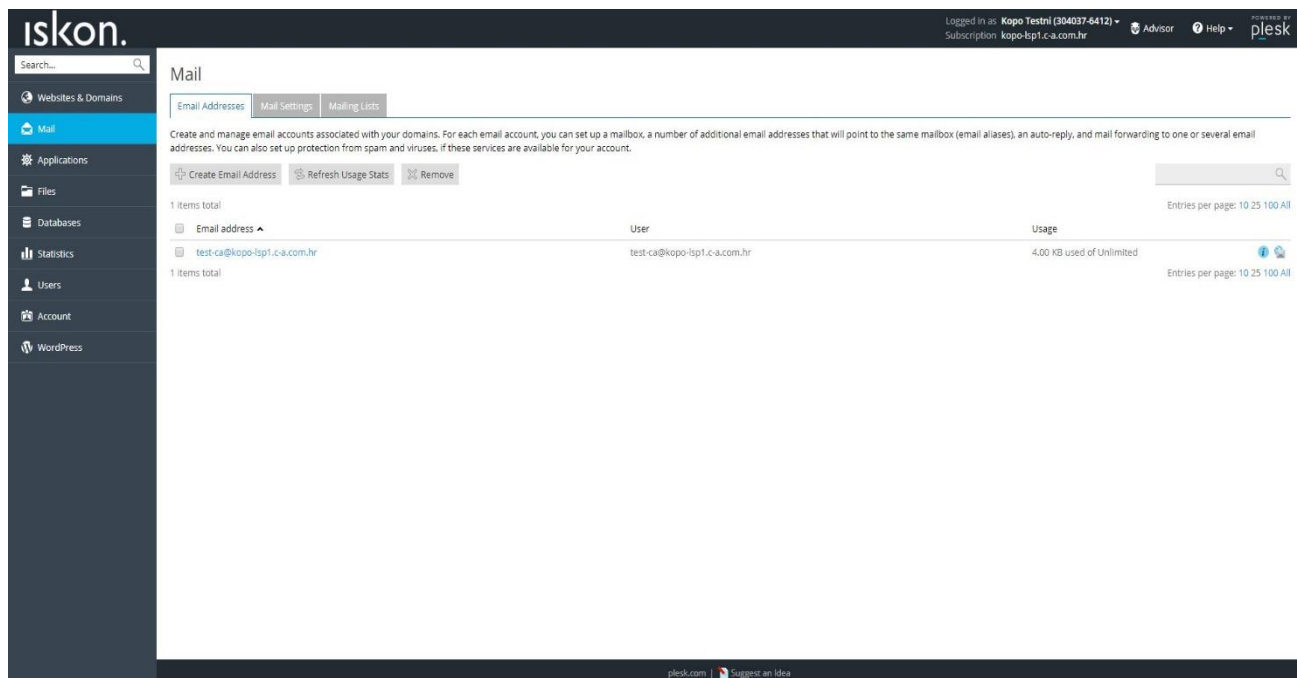 ıskon.
Logged in as Kopo Testni (304037-6412)
Subscription kopo-lsp1.c-a.com.hr
Advisor
Help
POWERED BY
plesk
Search...
Websites & Domains
Mail
Applications
Files
Databases
Statistics
Users
Account
WordPress
Mail
Email Addresses Mail Settings Mailing Lists
Create and manage email accounts associated with your domains. For each email account, you can set up a mailbox, a number of additional email addresses that will point to the same mailbox (email aliases), an auto-reply, and mail forwarding to one or several email
addresses. You can also set up protection from spam and viruses, if these services are available for your account.
Create Email Address Refresh Usage Stats Remove
1 items total Entries per page: 10 25 100 All
Email address User Usage
test-ca@kopo-lsp1.c-a.com.hr test-ca@kopo-lsp1.c-a.com.hr 4.00 KB used of Unlimited
1 items total Entries per page: 10 25 100 All
plesk.com | Suggest an Idea